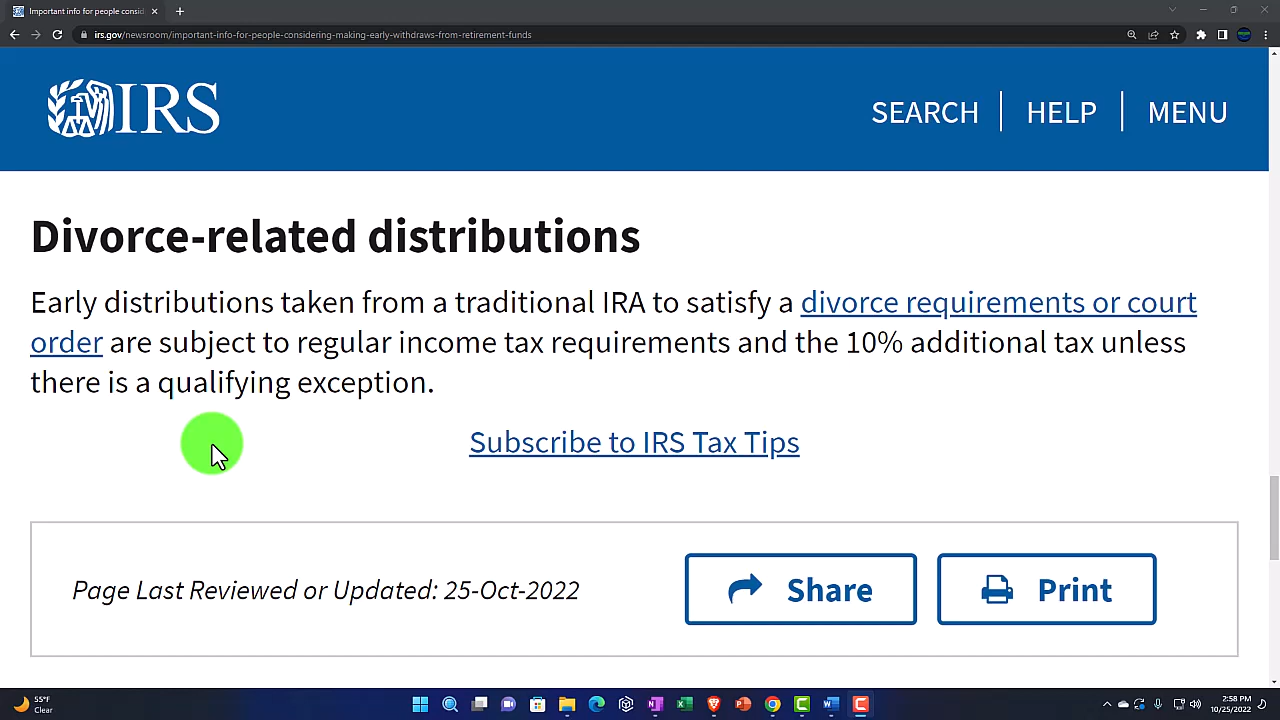 Important info for people consid
irs.gov/newsroom/important-info-for-people-considering-making-early-withdraws-from-retirement-funds
IRS
SEARCH HELP MENU
Divorce-related distributions
Early distributions taken from a traditional IRA to satisfy a divorce requirements or court
order are subject to regular income tax requirements and the 10% additional tax unless
there is a qualifying exception.
Subscribe to IRS Tax Tips
Page Last Reviewed or Updated: 25-Oct-2022
Share
Print
55°F
Clear
2:58 PM
10/25/2022